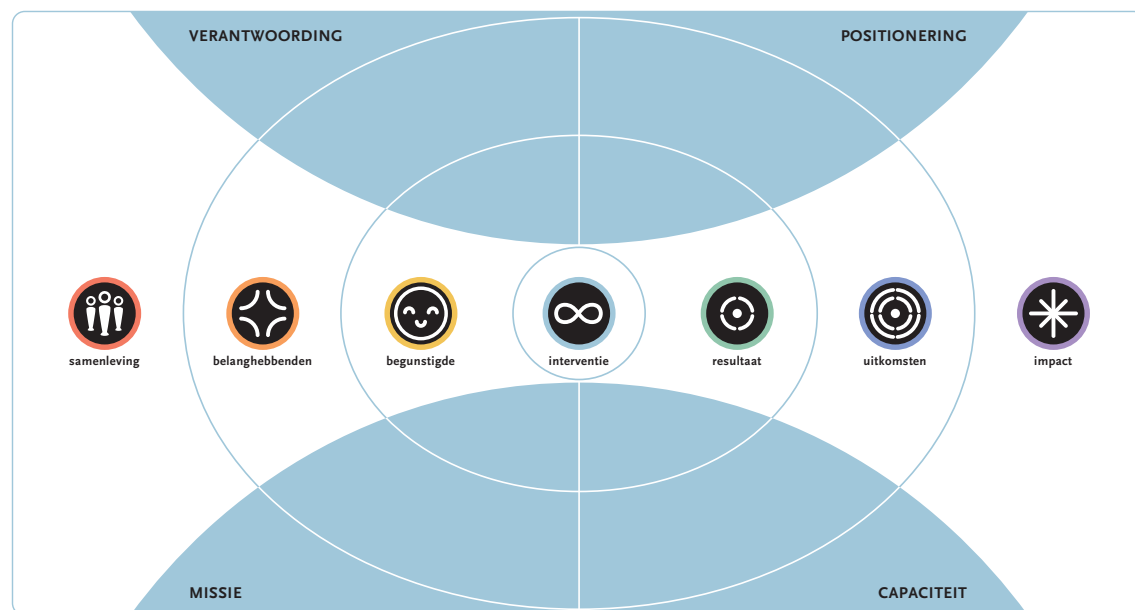 VERANTWOORDING
POSITIONERING
samenleving
belanghebbenden
begunstigde
interventie
resultaat
uitkomsten
impact
MISSIE
CAPACITEIT